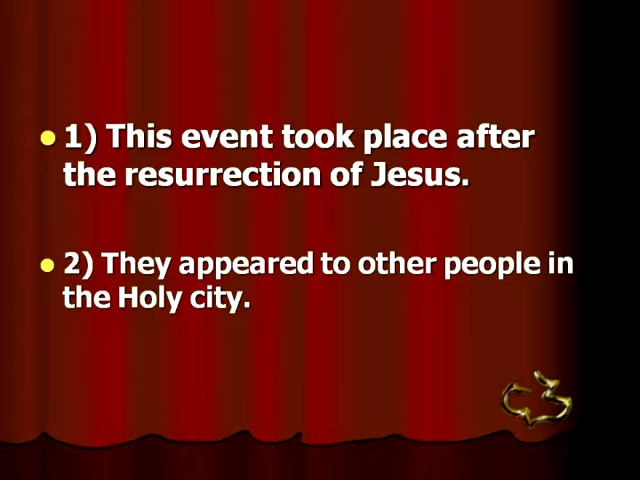 1) This event took place after
the resurrection of Jesus.
2) They appeared to other people in
the Holy city.